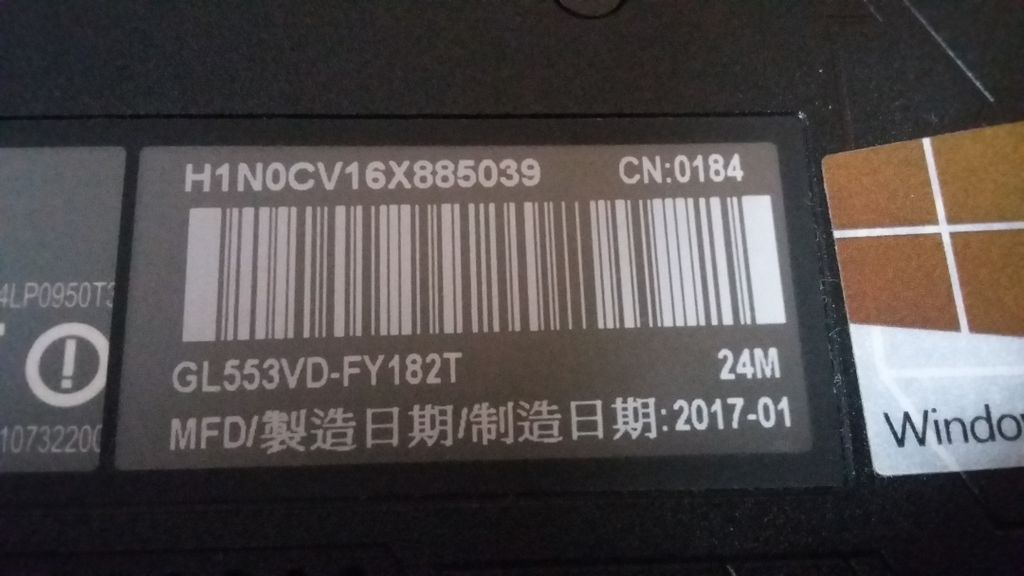 H1N0CV16X885039 CN:0184
4LP0950T3
GL553VD-FY182T 24M
MFD/製造日期/制造日期:2017-01
1073220
Window